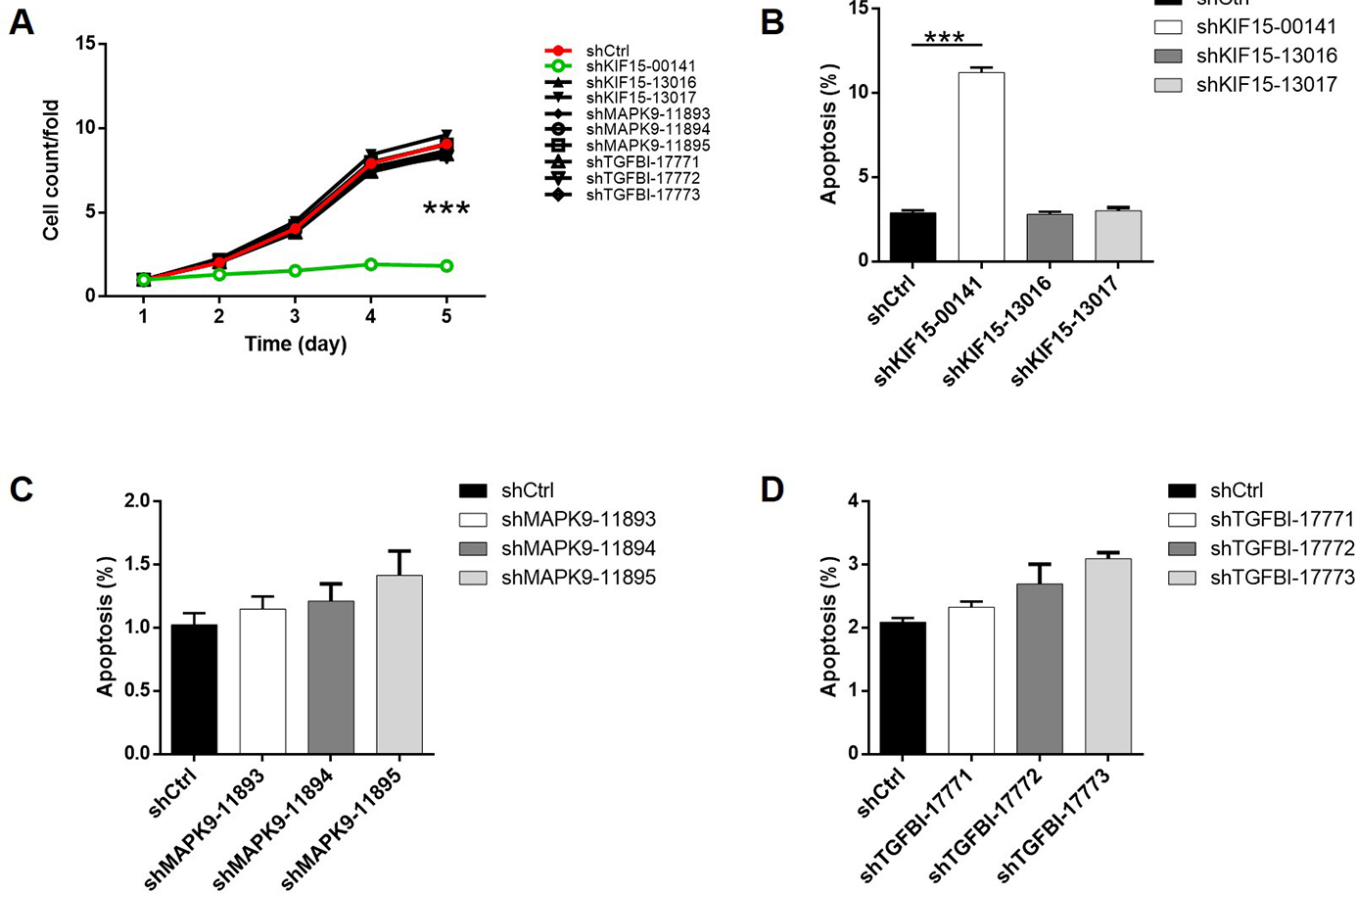 A
15
10
5
0
Cell count/fold
1 2 3 4 5
Time (day)
***
shCtrl
shKIF15-00141
shKIF15-13016
shKIF15-13017
shMAPK9-11893
shMAPK9-11894
shMAPK9-11895
shTGFBI-17771
shTGFBI-17772
shTGFBI-17773
B
15
10
5
0
Apoptosis (%)
***
shCtrl
shKIF15-00141
shKIF15-13016
shKIF15-13017
shCtrl
shKIF15-00141
shKIF15-13016
shKIF15-13017
C
2.0
1.5
1.0
0.5
0.0
Apoptosis (%)
shCtrl
shMAPK9-11893
shMAPK9-11894
shMAPK9-11895
shCtrl
shMAPK9-11893
shMAPK9-11894
shMAPK9-11895
D
4
3
2
1
0
Apoptosis (%)
shCtrl
shTGFBI-17771
shTGFBI-17772
shTGFBI-17773
shCtrl
shTGFBI-17771
shTGFBI-17772
shTGFBI-17773